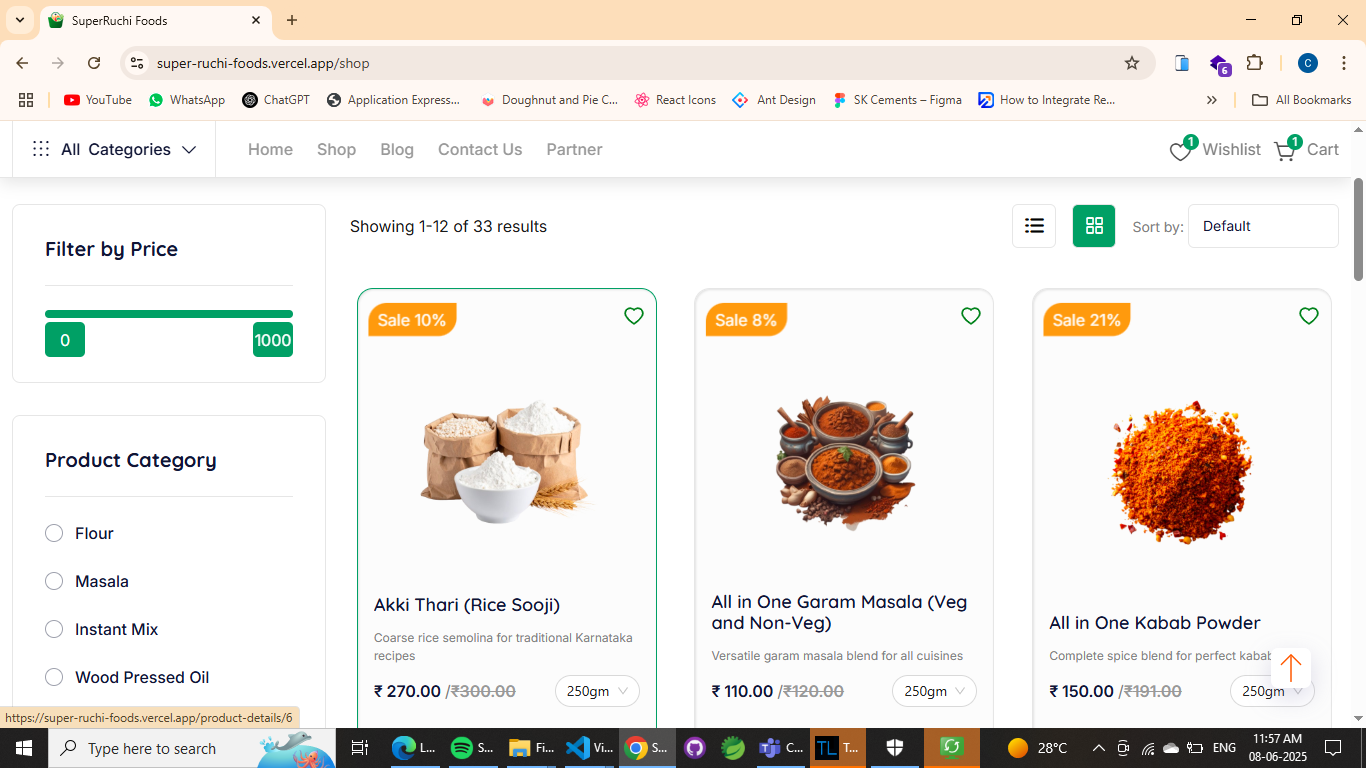 SuperRuchi Foods
super-ruchi-foods.vercel.app/shop
6
C
YouTube
WhatsApp
ChatGPT
Application Express...
Doughnut and Pie C...
React Icons
Ant Design
SK Cements – Figma
How to Integrate Re...
All Bookmarks
All Categories
Home
Shop
Blog
Contact Us
Partner
1
Wishlist
1
Cart
Filter by Price
0
1000
Product Category
Flour
Masala
Instant Mix
Wood Pressed Oil
Showing 1-12 of 33 results
Sort by:
Default
Sale 10%
Akki Thari (Rice Sooji)
Coarse rice semolina for traditional Karnataka
recipes
₹ 270.00 /₹300.00
250gm
Sale 8%
All in One Garam Masala (Veg
and Non-Veg)
Versatile garam masala blend for all cuisines
₹ 110.00 /₹120.00
250gm
Sale 21%
All in One Kabab Powder
Complete spice blend for perfect kabab
₹ 150.00 /₹191.00
250gm
https://super-ruchi-foods.vercel.app/product-details/6
Type here to search
L...
S...
Fi...
Vi...
S...
C...
TL
T...
28°C
ENG
11:57 AM
08-06-2025